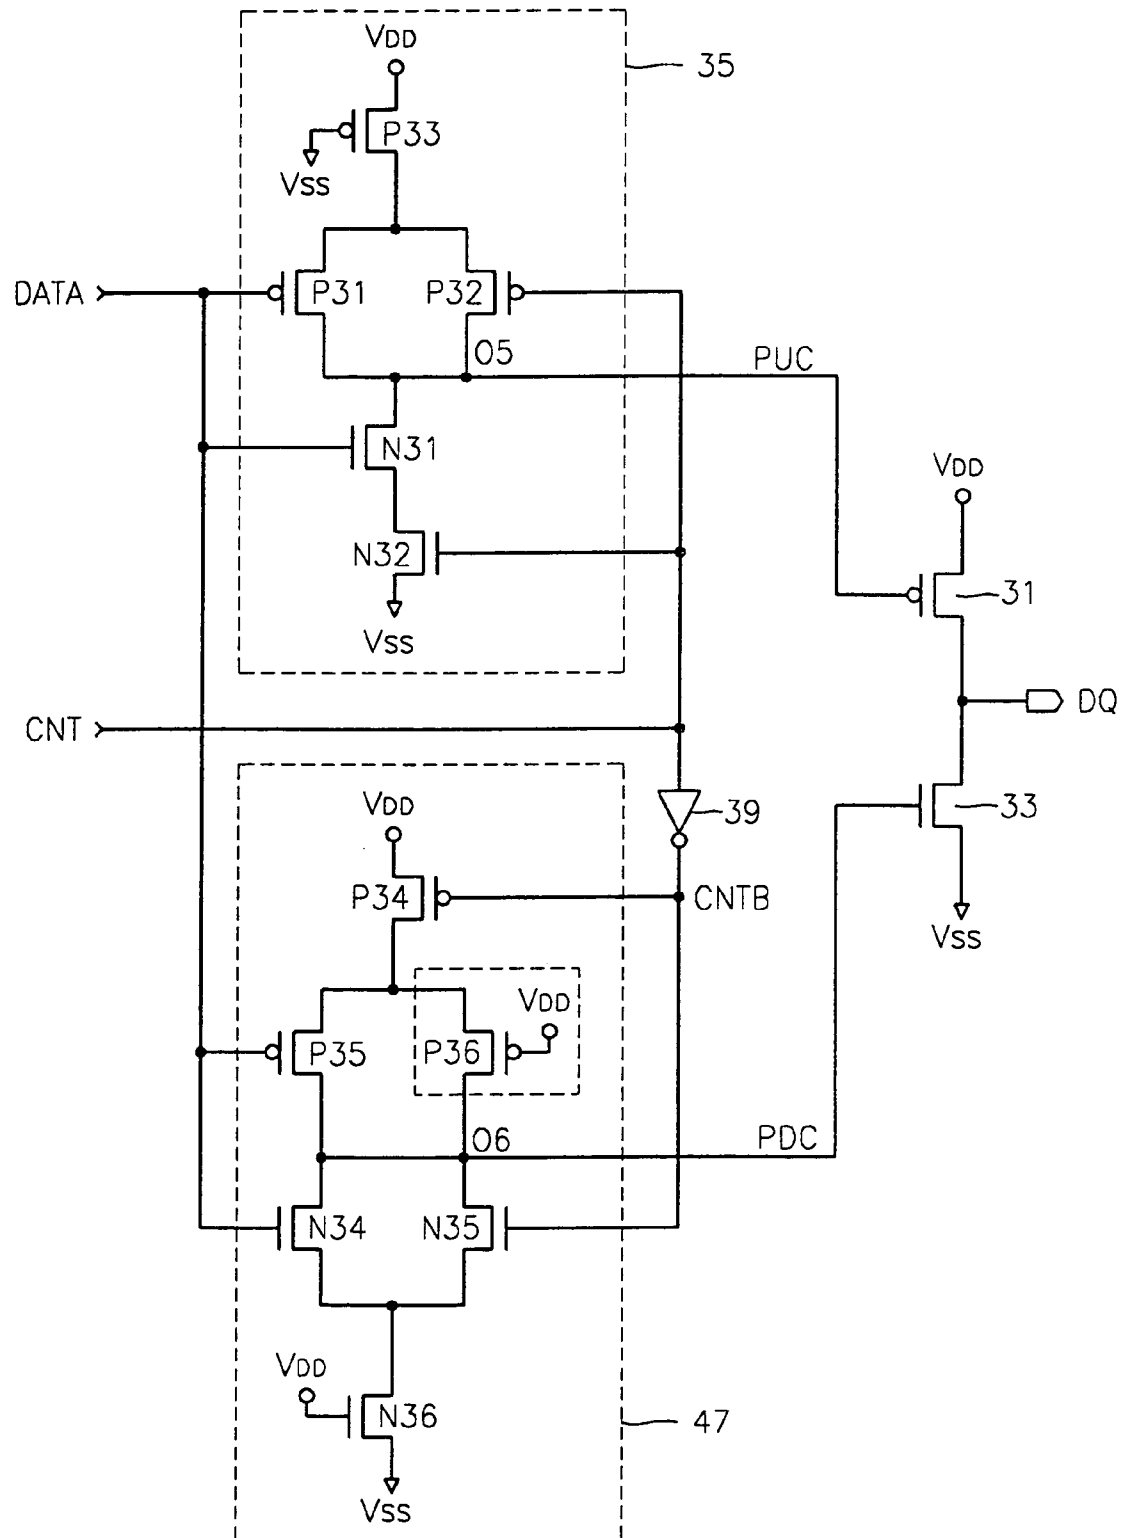 VDD
35
P33
VSS
DATA
P31
P32
O5
PUC
N31
VDD
N32
31
VSS
DQ
CNT
VDD
39
33
P34
CNTB
VSS
VDD
P35
P36
O6
PDC
N34
N35
VDD
N36
47
VSS